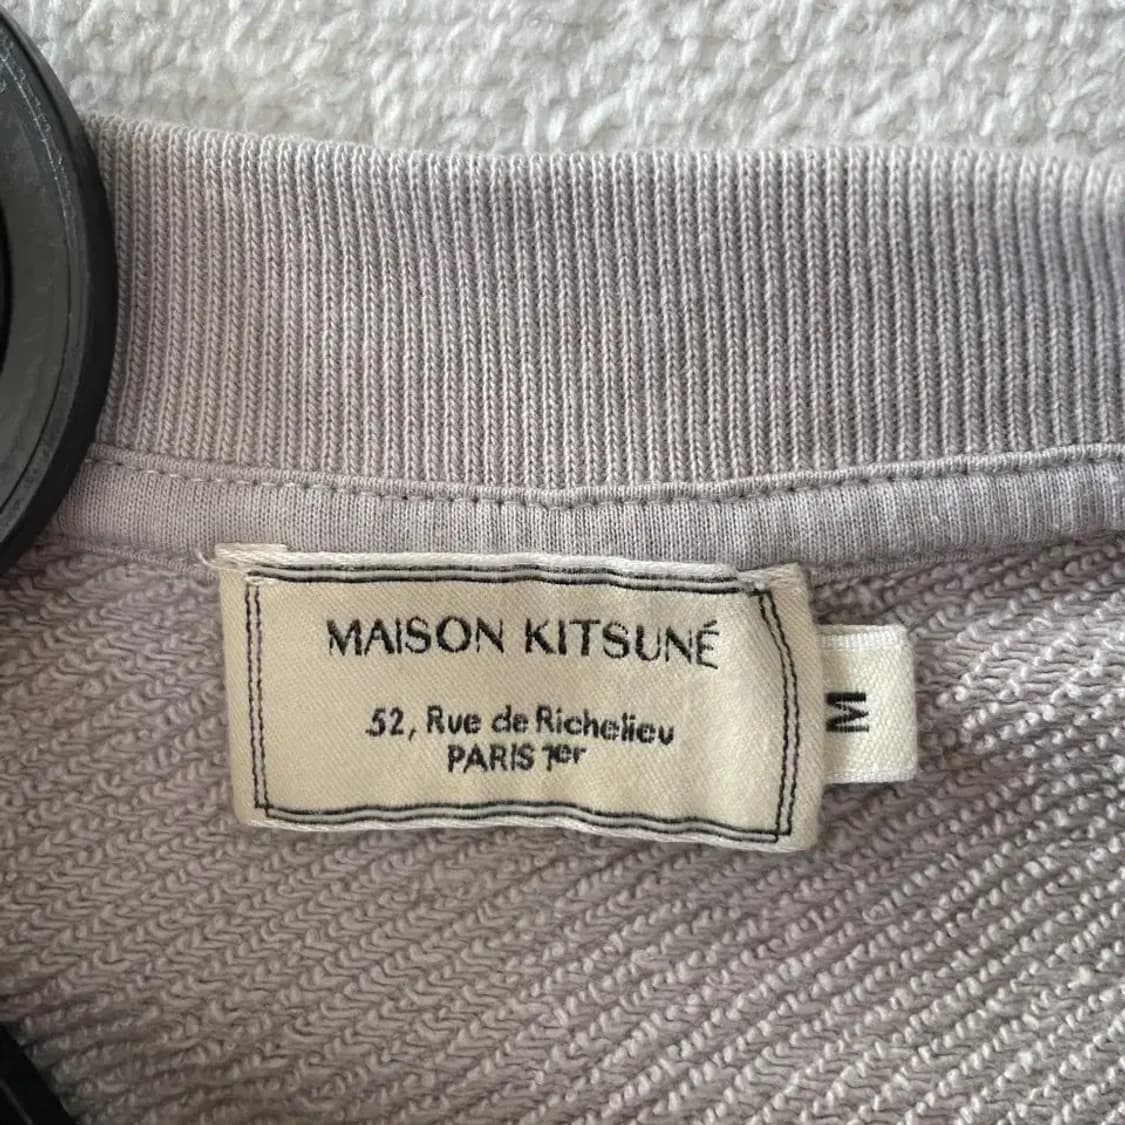 MAISON KITSUNÉ
52, Rue de Richelieu
PARIS 1er
M